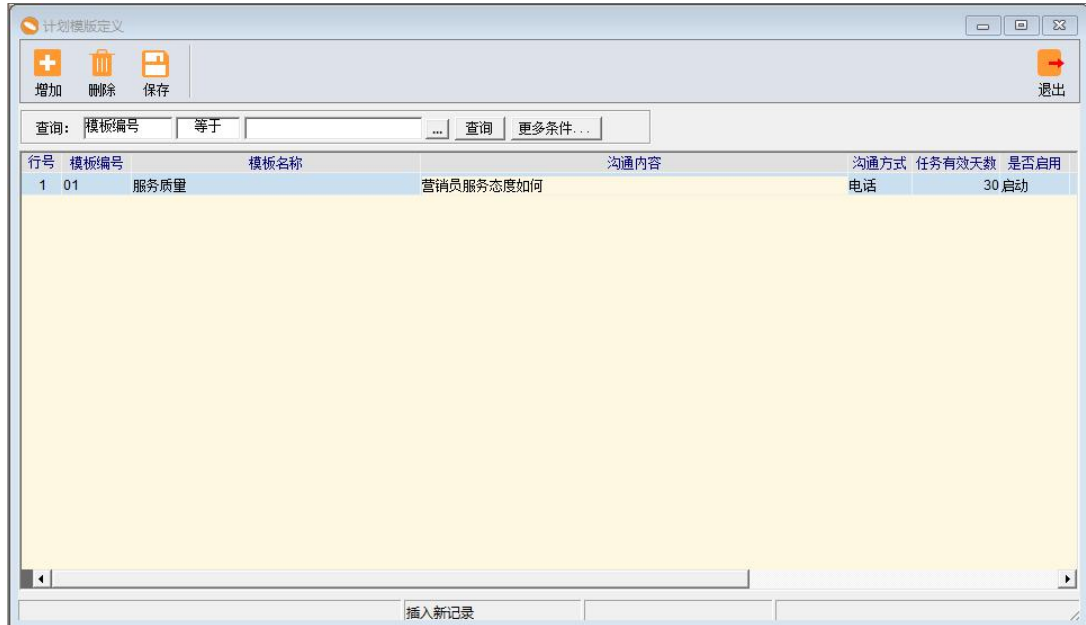 计划模版定义
增加 删除 保存 退出
查询: 模板编号 等于 ... 查询 更多条件...
行号 模板编号 模板名称 沟通内容 沟通方式 任务有效天数 是否启用
1 01 服务质量 营销员服务态度如何 电话 30 启动
插入新记录